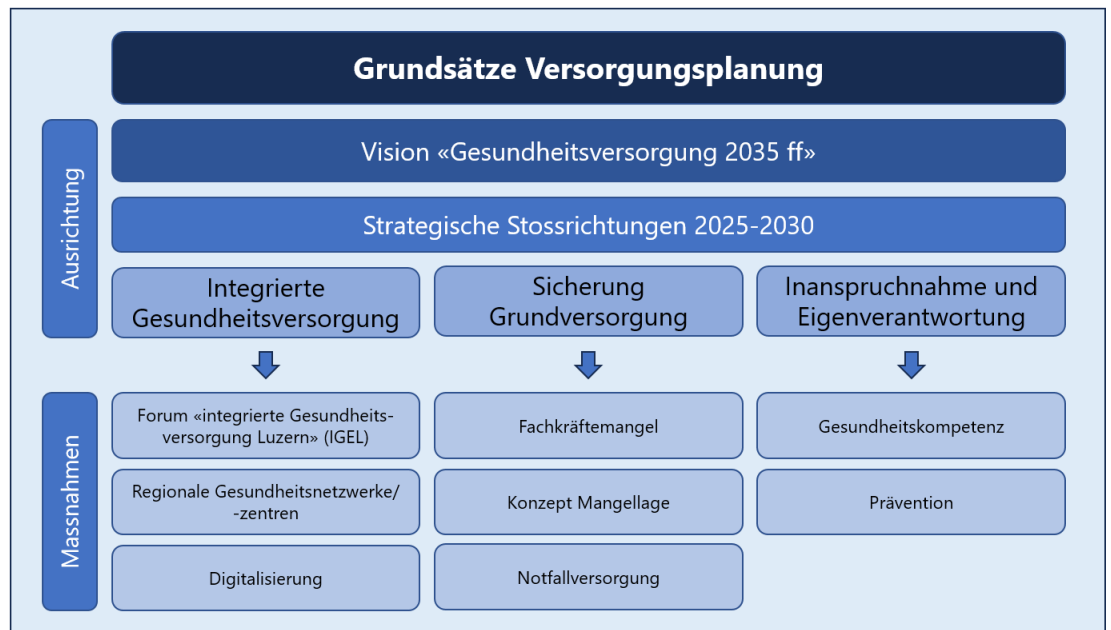 Grundsätze Versorgungsplanung
Ausrichtung
Vision «Gesundheitsversorgung 2035 ff»
Strategische Stossrichtungen 2025-2030
Integrierte
Gesundheitsversorgung
Sicherung
Grundversorgung
Inanspruchnahme und
Eigenverantwortung
Massnahmen
Forum «integrierte Gesundheits-
versorgung Luzern» (IGEL)
Fachkräftemangel
Gesundheitskompetenz
Regionale Gesundheitsnetzwerke/
-zentren
Konzept Mangellage
Prävention
Digitalisierung
Notfallversorgung